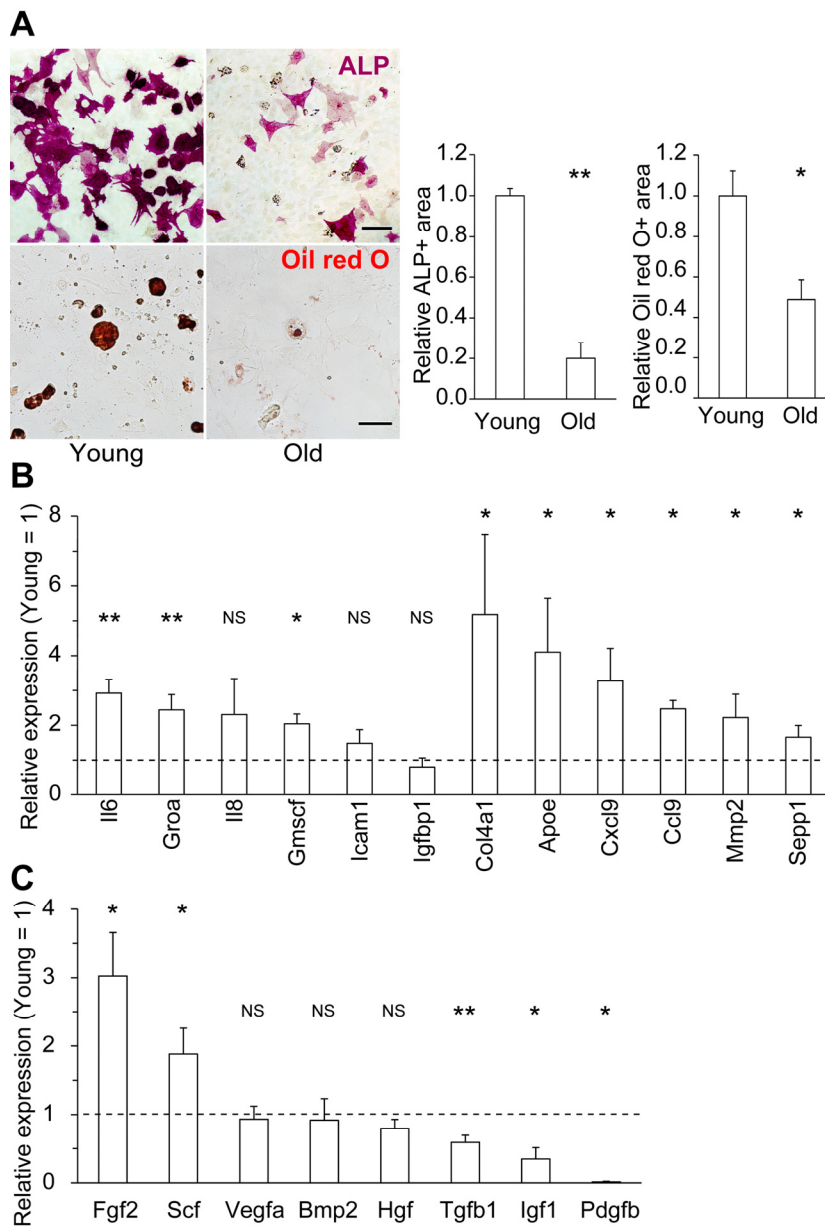 A
ALP
Oil red O
Young Old
Relative ALP+ area
1.2
1.0
0.8
0.6
0.4
0.2
0.0
**
Young Old
Relative Oil red O+ area
1.2
1.0
0.8
0.6
0.4
0.2
0.0
*
Young Old
B
Relative expression (Young = 1)
8
6
4
2
0
** ** NS * NS NS * * * * * *
Il6 Groa Il8 Gmscf Icam1 Igfbp1 Col4a1 Apoe Cxcl9 Ccl9 Mmp2 Sepp1
C
Relative expression (Young = 1)
4
3
2
1
0
* * NS NS NS ** * *
Fgf2 Scf Vegfa Bmp2 Hgf Tgfb1 Igf1 Pdgfb